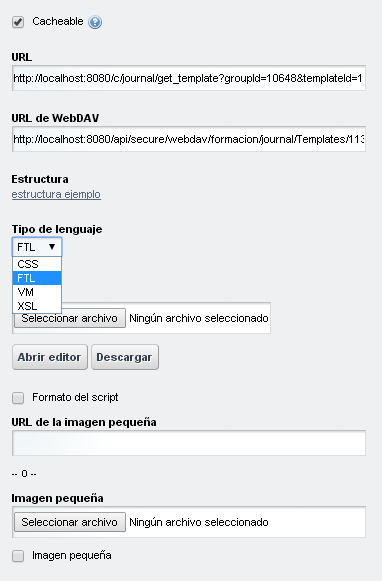 Cacheable
URL
http://localhost:8080/c/journal/get_template?groupId=10648&templateId=1
URL de WebDAV
http://localhost:8080/api/secure/webdav/formacion/journal/Templates/113
Estructura
estructura ejemplo
Tipo de lenguaje
FTL
CSS
FTL
VM
XSL
Seleccionar archivo Ningún archivo seleccionado
Abrir editor Descargar
Formato del script
URL de la imagen pequeña
-- O --
Imagen pequeña
Seleccionar archivo Ningún archivo seleccionado
Imagen pequeña